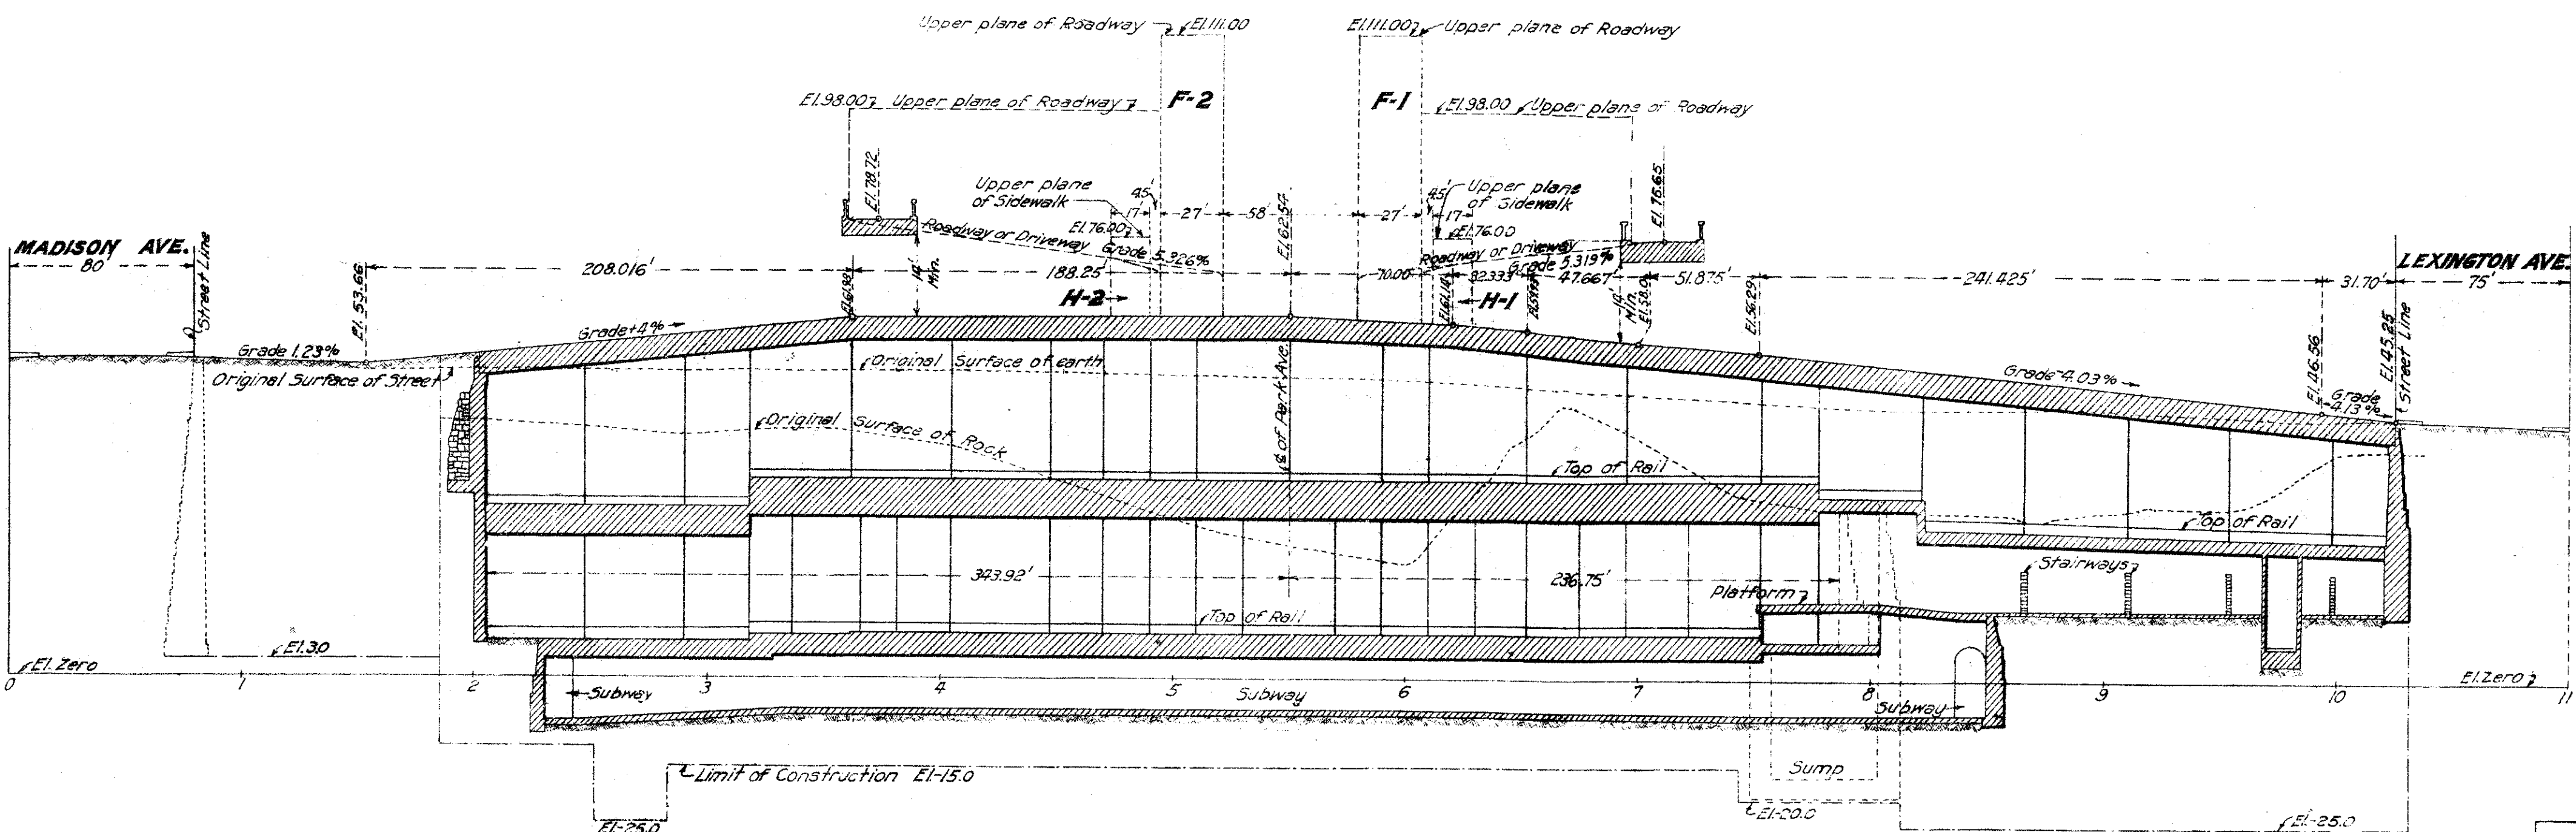 Upper plane of Roadway
El.111.00
El.111.00
Upper plane of Roadway
El.98.00
Upper plane of Roadway
F-2
F-1
El.98.00
Upper plane of Roadway
El.78.72
Upper plane
of Sidewalk
4.5'
17'
27'
58'
El.62.54
27'
4.5'
17'
Upper plane
of Sidewalk
El.75.65
El.76.00
El.76.00
Roadway or Driveway Grade 5.326%
Roadway or Driveway
Grade 5.319%
MADISON AVE.
80'
Street Line
El. 53.66
208.016'
14'
Min.
188.25'
H-2
70.00'
32.333'
47.667'
H-1
14'
Min.
El.58.0
51.875'
El.56.29
241.425'
El.46.56
31.70'
El.45.25
Street Line
LEXINGTON AVE.
75'
Grade 1.23%
Grade +4%
Grade-4.03%
Grade
4.13%
Original Surface of Street
Original Surface of earth
Original Surface of Rock
℄ of Park Ave.
Top of Rail
Top of Rail
343.92'
236.75'
Stairways
Platform
Top of Rail
El.3.0
El. Zero
El. Zero
0
1
2
3
4
5
6
7
8
9
10
11
Subway
Subway
Subway
Limit of Construction El.-15.0
Sump
El.-25.0
El.-20.0
El.-25.0